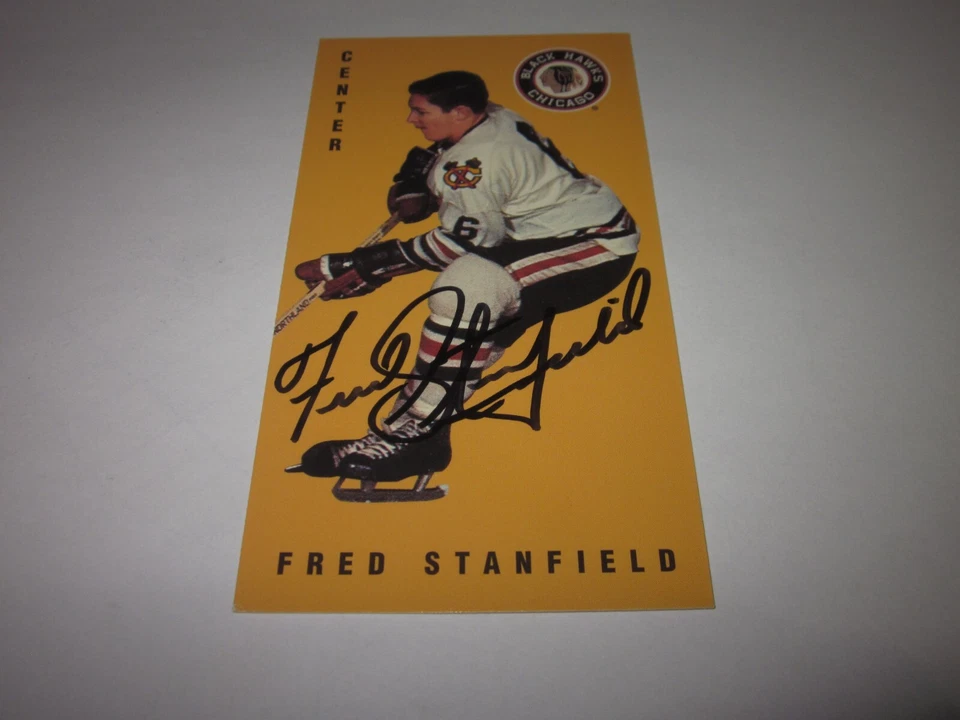 CENTER
BLACK HAWKS
CHICAGO
6
NORTHLAND
Fred Stanfield
FRED STANFIELD